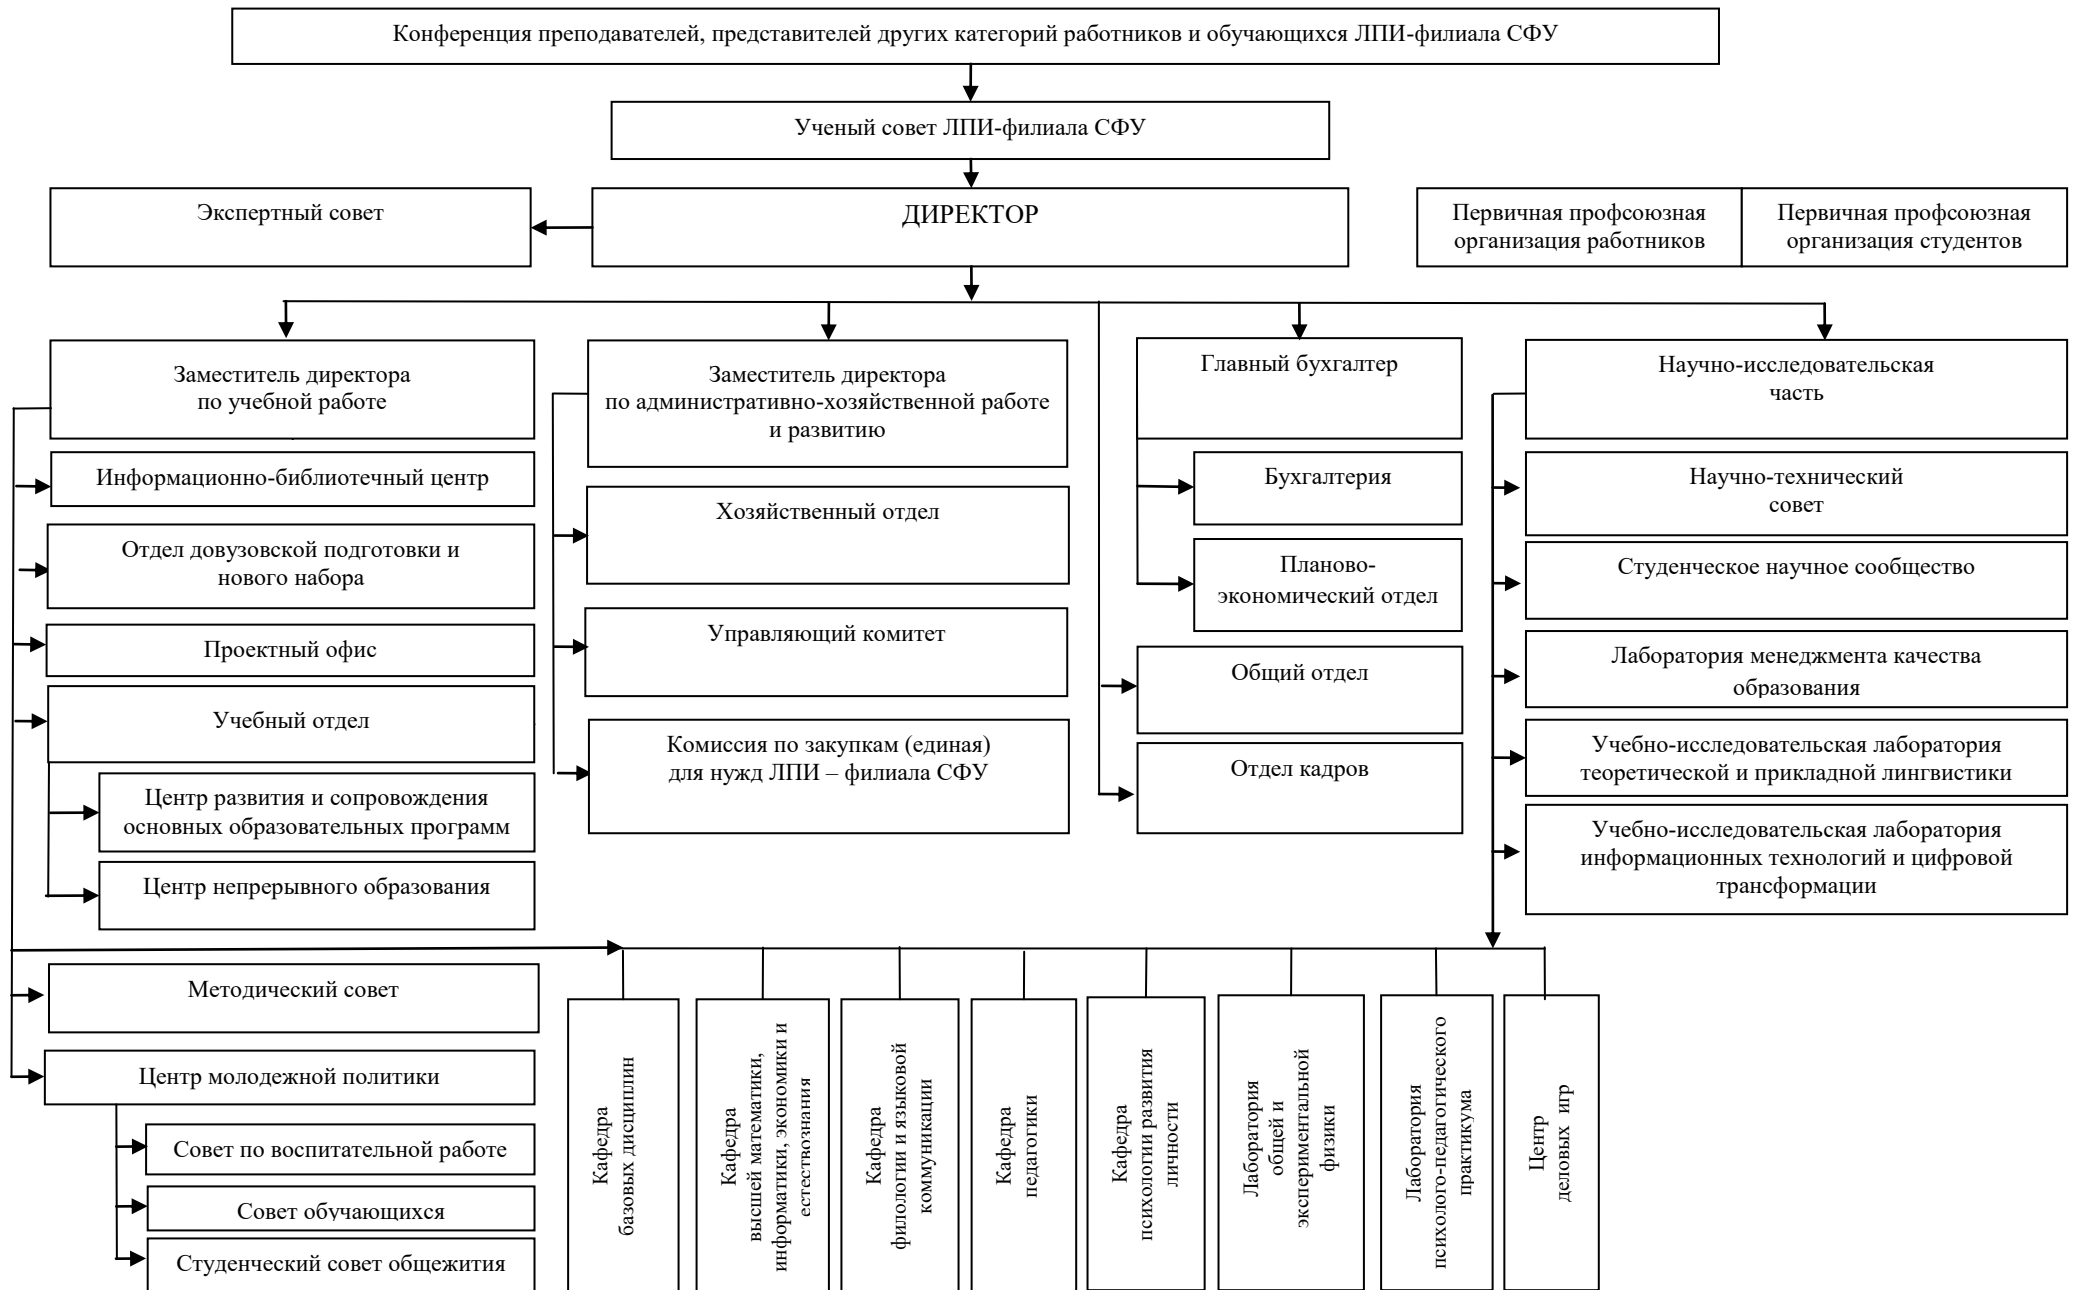 Конференция преподавателей, представителей других категорий работников и обучающихся ЛПИ-филиала СФУ
Ученый совет ЛПИ-филиала СФУ
Экспертный совет
ДИРЕКТОР
Первичная профсоюзная
организация работников
Первичная профсоюзная
организация студентов
Заместитель директора
по учебной работе
Информационно-библиотечный центр
Отдел довузовской подготовки и
нового набора
Проектный офис
Учебный отдел
Центр развития и сопровождения
основных образовательных программ
Центр непрерывного образования
Методический совет
Центр молодежной политики
Совет по воспитательной работе
Совет обучающихся
Студенческий совет общежития
Заместитель директора
по административно-хозяйственной работе
и развитию
Хозяйственный отдел
Управляющий комитет
Комиссия по закупкам (единая)
для нужд ЛПИ – филиала СФУ
Главный бухгалтер
Бухгалтерия
Планово-
экономический отдел
Общий отдел
Отдел кадров
Научно-исследовательская
часть
Научно-технический
совет
Студенческое научное сообщество
Лаборатория менеджмента качества
образования
Учебно-исследовательская лаборатория
теоретической и прикладной лингвистики
Учебно-исследовательская лаборатория
информационных технологий и цифровой
трансформации
Кафедра
базовых дисциплин
Кафедра
высшей математики,
информатики, экономики и
естествознания
Кафедра
филологии и языковой
коммуникации
Кафедра
педагогики
Кафедра
психологии развития
личности
Лаборатория
общей и
экспериментальной
физики
Лаборатория
психолого-педагогического
практикума
Центр
деловых игр